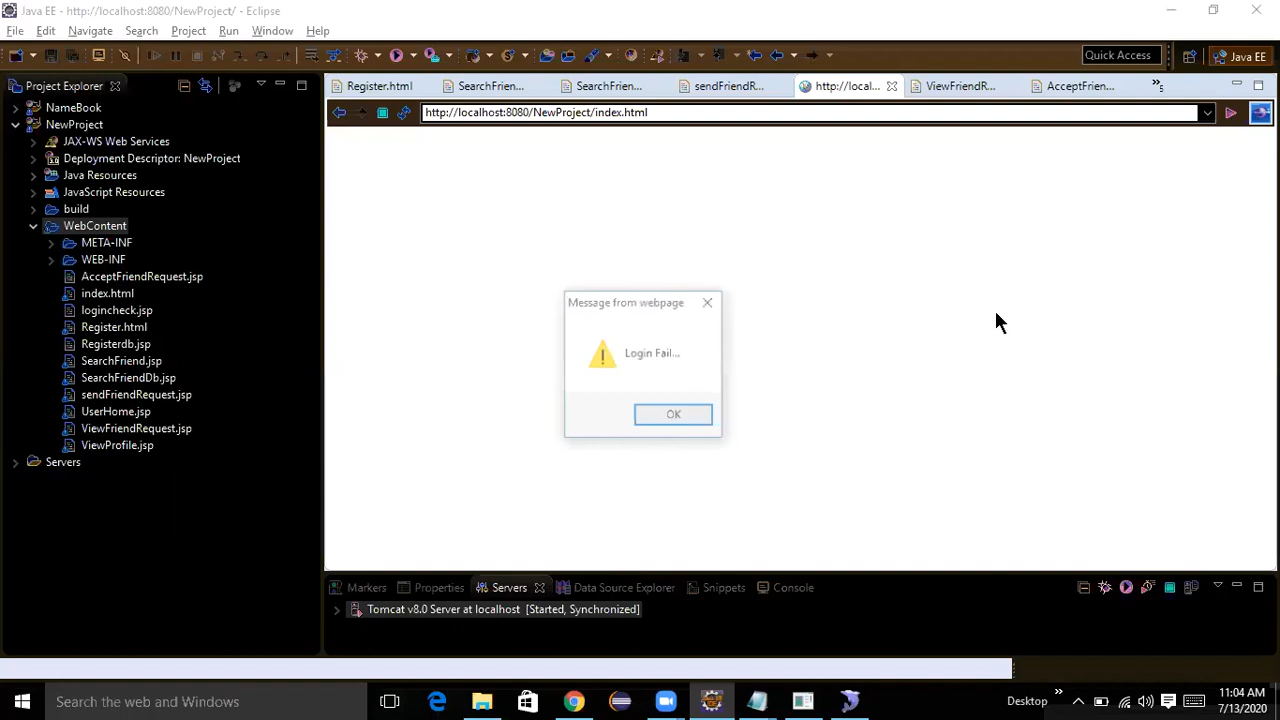 Java EE - http://localhost:8080/NewProject/ - Eclipse
File Edit Navigate Search Project Run Window Help
Quick Access
Java EE
Project Explorer
NameBook
NewProject
JAX-WS Web Services
Deployment Descriptor: NewProject
Java Resources
JavaScript Resources
build
WebContent
META-INF
WEB-INF
AcceptFriendRequest.jsp
index.html
logincheck.jsp
Register.html
Registerdb.jsp
SearchFriend.jsp
SearchFriendDb.jsp
sendFriendRequest.jsp
UserHome.jsp
ViewFriendRequest.jsp
ViewProfile.jsp
Servers
Register.html SearchFrien... SearchFrien... sendFriendR... http://local... ViewFriendR... AcceptFrien... »5
http://localhost:8080/NewProject/index.html
Message from webpage
Login Fail...
OK
Markers Properties Servers Data Source Explorer Snippets Console
Tomcat v8.0 Server at localhost [Started, Synchronized]
Search the web and Windows
Desktop
11:04 AM
7/13/2020